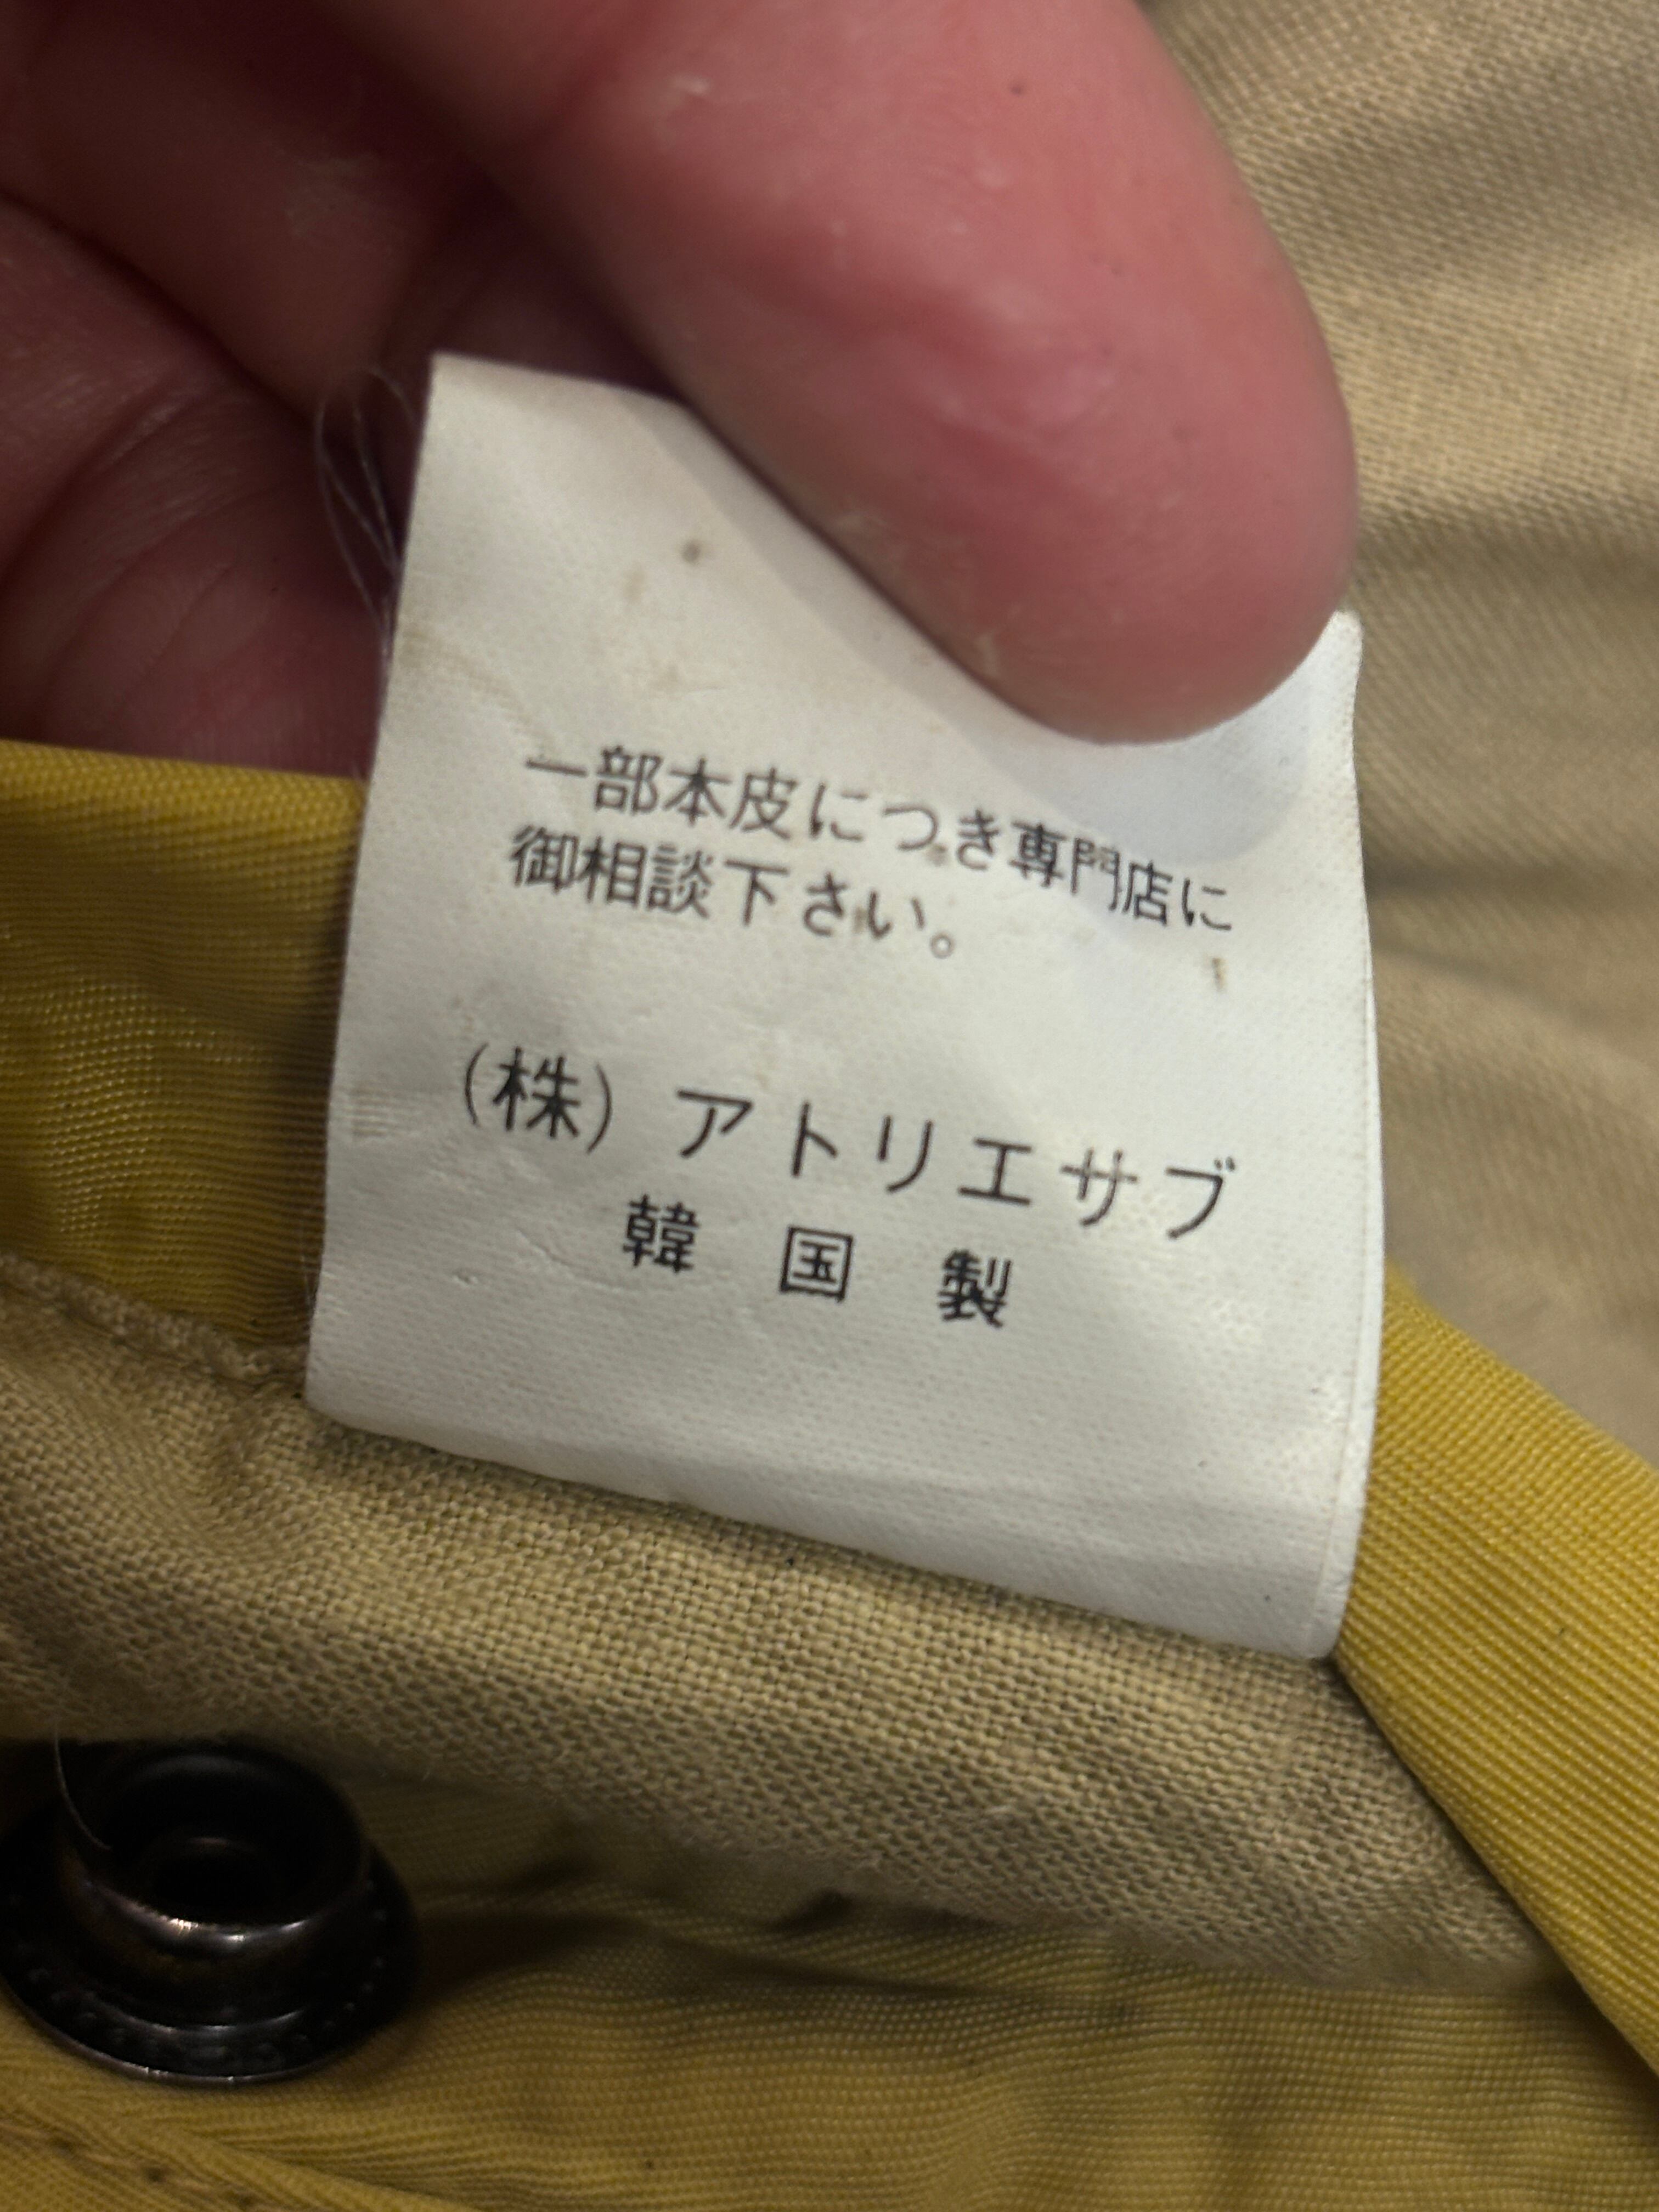 一部本皮につき専門店に
御相談下さい。
(株)アトリエサブ
韓国製